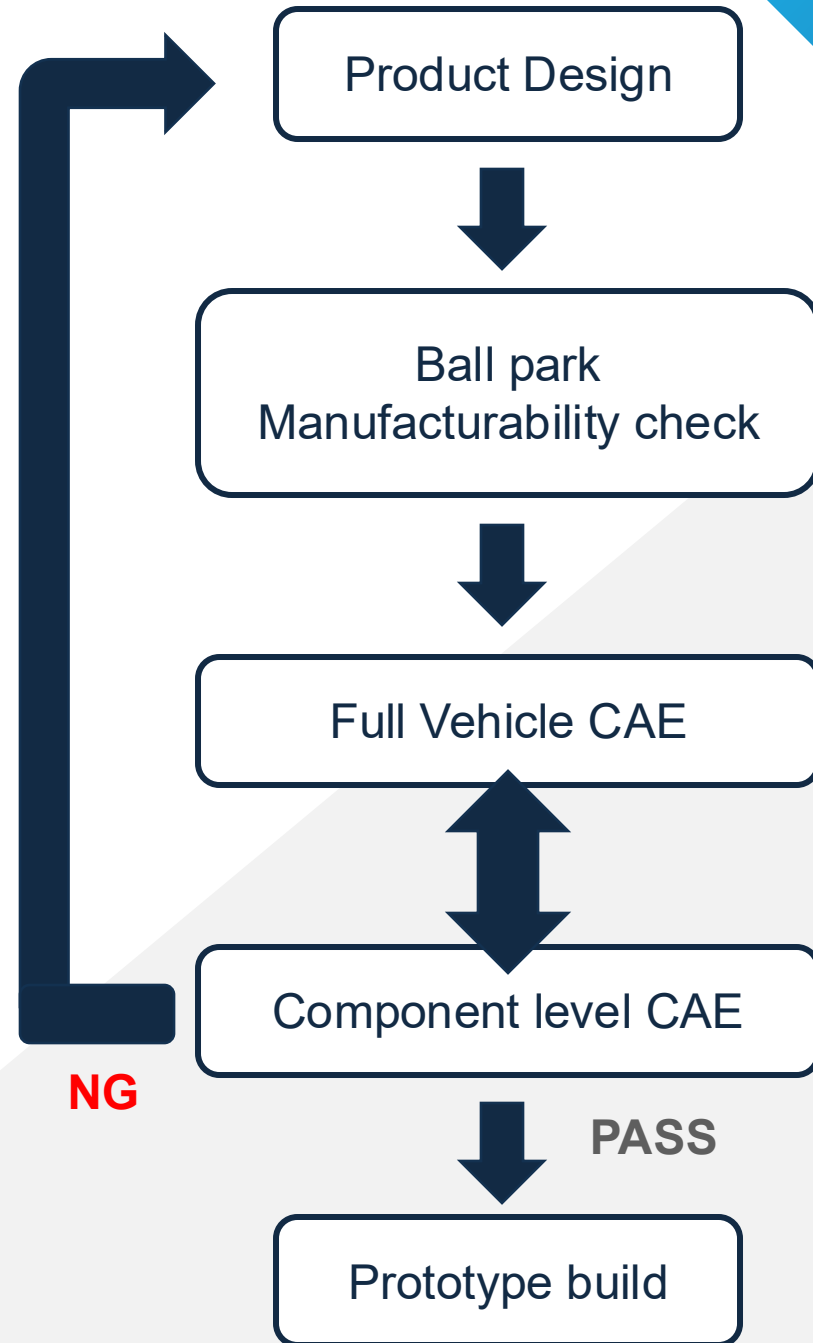 Product Design
Ball park
Manufacturability check
Full Vehicle CAE
Component level CAE
NG
PASS
Prototype build